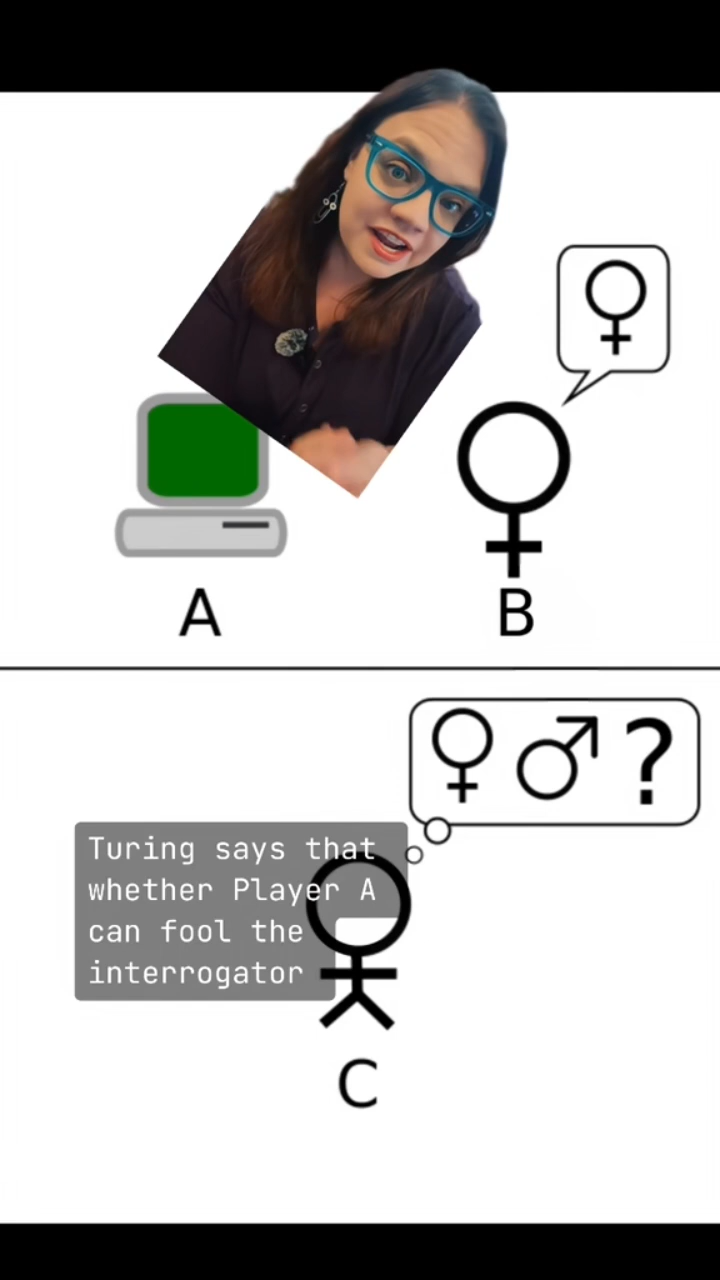 A
B
?
Turing says that
whether Player A
can fool the
interrogator
C